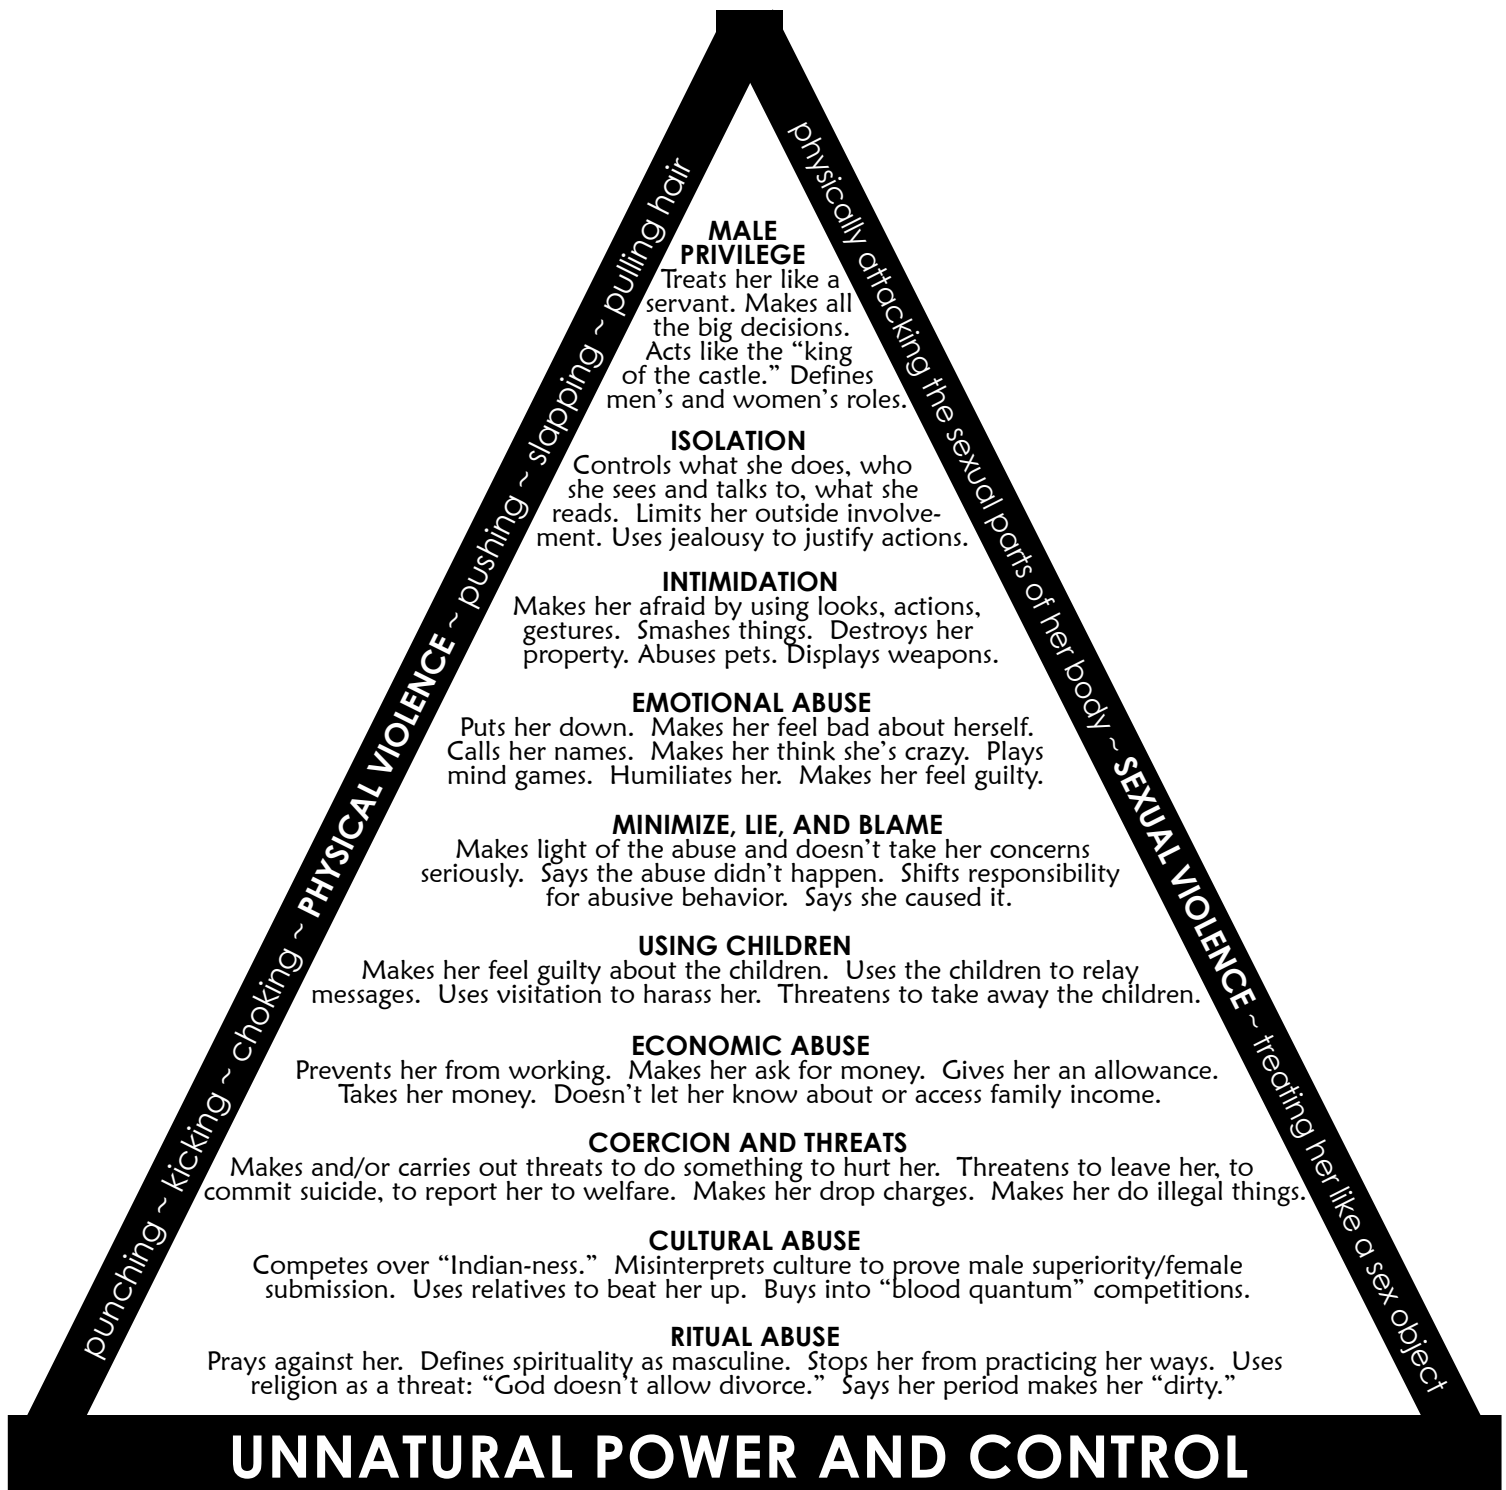 punching ~ kicking ~ choking ~ PHYSICAL VIOLENCE ~ pushing ~ slapping ~ pulling hair
physically attacking the sexual parts of her body ~ SEXUAL VIOLENCE ~ treating her like a sex object
MALE
PRIVILEGE
Treats her like a
servant. Makes all
the big decisions.
Acts like the “king
of the castle.” Defines
men’s and women’s roles.
ISOLATION
Controls what she does, who
she sees and talks to, what she
reads.  Limits her outside involve-
ment. Uses jealousy to justify actions.
INTIMIDATION
Makes her afraid by using looks, actions,
gestures.  Smashes things.  Destroys her
property. Abuses pets. Displays weapons.
EMOTIONAL ABUSE
Puts her down.  Makes her feel bad about herself.
Calls her names.  Makes her think she’s crazy.  Plays
mind games.  Humiliates her.  Makes her feel guilty.
MINIMIZE, LIE, AND BLAME
Makes light of the abuse and doesn’t take her concerns
seriously.  Says the abuse didn’t happen.  Shifts responsibility
for abusive behavior.  Says she caused it.
USING CHILDREN
Makes her feel guilty about the children.  Uses the children to relay
messages.  Uses visitation to harass her.  Threatens to take away the children.
ECONOMIC ABUSE
Prevents her from working.  Makes her ask for money.  Gives her an allowance.
Takes her money.  Doesn’t let her know about or access family income.
COERCION AND THREATS
Makes and/or carries out threats to do something to hurt her.  Threatens to leave her, to
commit suicide, to report her to welfare.  Makes her drop charges.  Makes her do illegal things.
CULTURAL ABUSE
Competes over “Indian-ness.”  Misinterprets culture to prove male superiority/female
submission.  Uses relatives to beat her up.  Buys into “blood quantum” competitions.
RITUAL ABUSE
Prays against her.  Defines spirituality as masculine.  Stops her from practicing her ways.  Uses
religion as a threat: “God doesn’t allow divorce.”  Says her period makes her “dirty.”
UNNATURAL POWER AND CONTROL